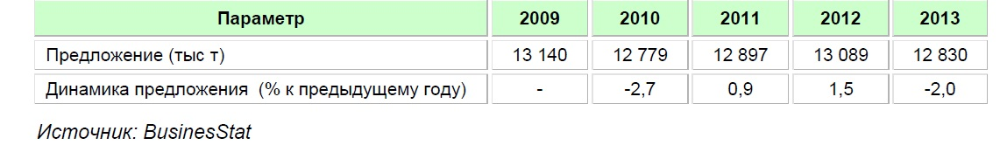 Параметр 2009 2010 2011 2012 2013
Предложение (тыс т) 13 140 12 779 12 897 13 089 12 830
Динамика предложения (% к предыдущему году) - -2,7 0,9 1,5 -2,0
Источник: BusinesStat